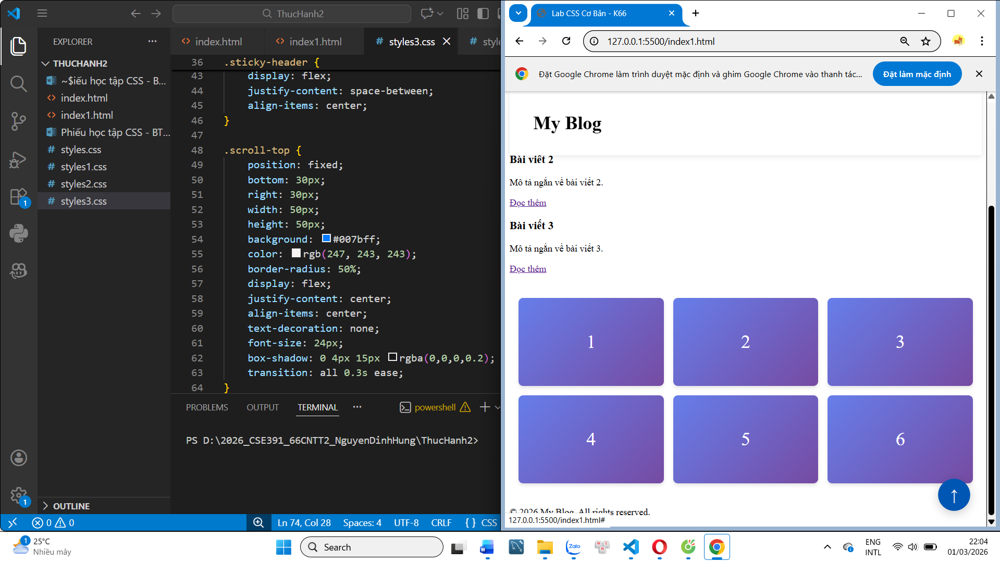 ThucHanh2
EXPLORER
THUCHANH2
~$iếu học tập CSS - B...
index.html
index1.html
Phiếu học tập CSS - BT...
styles.css
styles1.css
styles2.css
styles3.css
OUTLINE
index.html
index1.html
styles3.css
36 .sticky-header {
43 display: flex;
44 justify-content: space-between;
45 align-items: center;
46 }
47
48 .scroll-top {
49 position: fixed;
50 bottom: 30px;
51 right: 30px;
52 width: 50px;
53 height: 50px;
54 background: #007bff;
55 color: rgb(247, 243, 243);
56 border-radius: 50%;
57 display: flex;
58 justify-content: center;
59 align-items: center;
60 text-decoration: none;
61 font-size: 24px;
62 box-shadow: 0 4px 15px rgba(0,0,0,0.2);
63 transition: all 0.3s ease;
64 }
PROBLEMS OUTPUT TERMINAL powershell
PS D:\2026_CSE391_66CNTT2_NguyenDinhHung\ThucHanh2>
0 0 Ln 74, Col 28 Spaces: 4 UTF-8 CRLF { } CSS
Lab CSS Cơ Bản - K66
127.0.0.1:5500/index1.html
Đặt Google Chrome làm trình duyệt mặc định và ghim Google Chrome vào thanh tác... Đặt làm mặc định
My Blog
Bài viết 2
Mô tả ngắn về bài viết 2.
Đọc thêm
Bài viết 3
Mô tả ngắn về bài viết 3.
Đọc thêm
1 2 3
4 5 6
↑
© 2026 My Blog. All rights reserved.
127.0.0.1:5500/index1.html#
1
1
1
25°C
Nhiều mây
Search
Zalo
ENG
INTL
22:04
01/03/2026